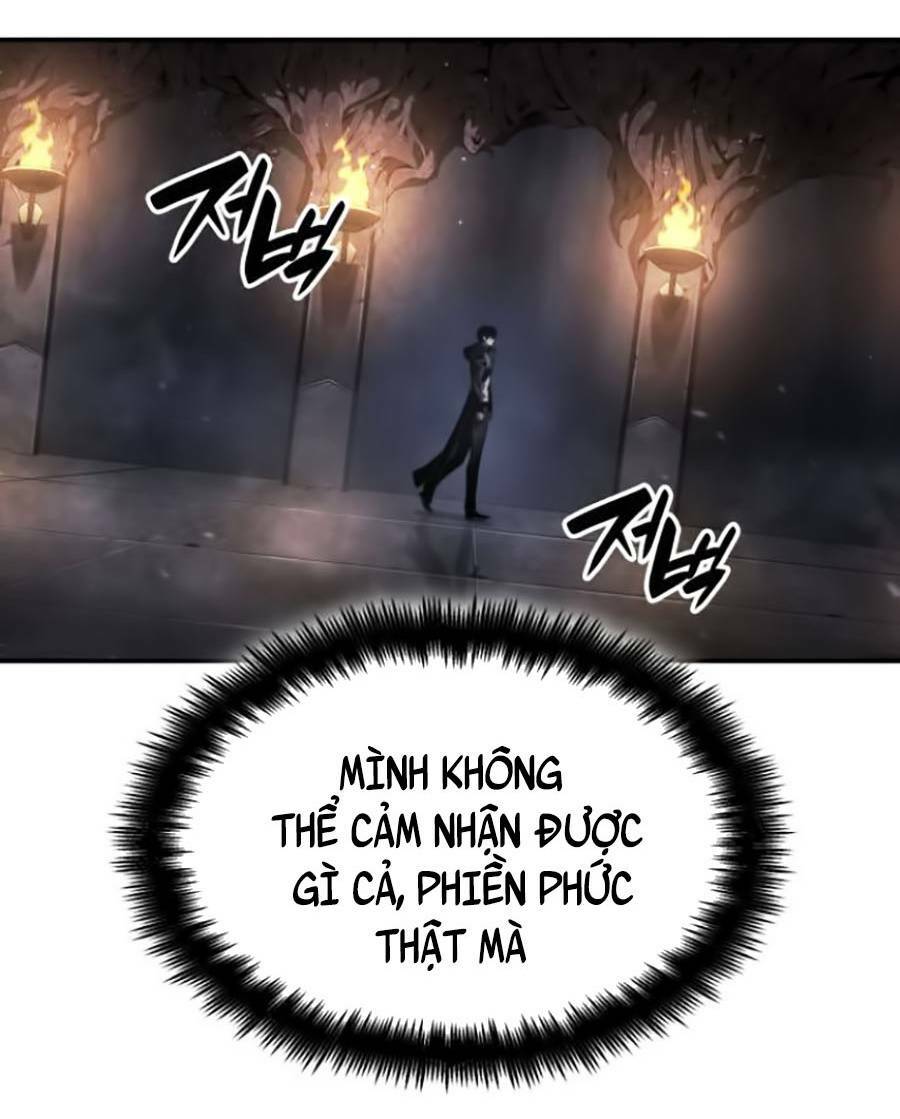 저벅
저벅
MÌNH KHÔNG
THỂ CẢM NHẬN ĐƯỢC
GÌ CẢ, PHIỀN PHỨC
THẬT MÀ